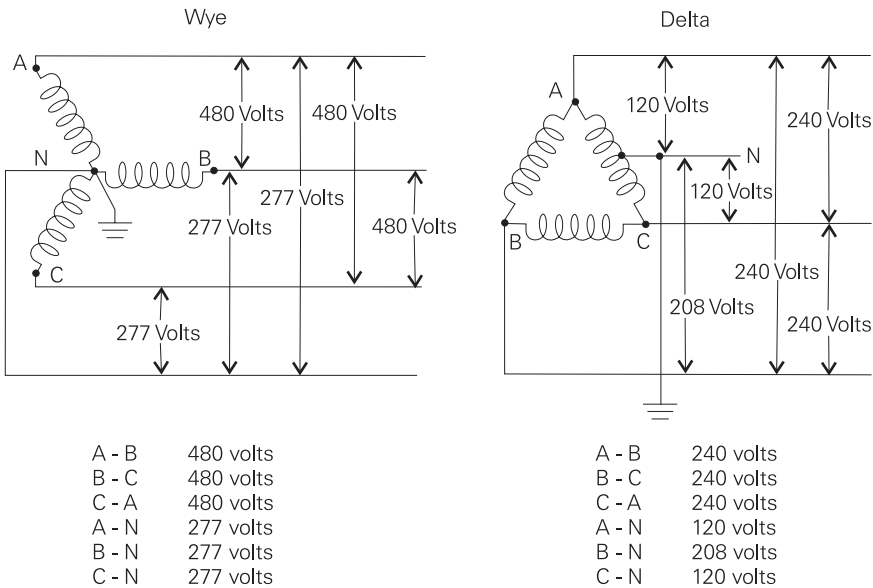 Wye
Delta
A
N
B
C
480 Volts
480 Volts
277 Volts
277 Volts
480 Volts
277 Volts
A
B
C
N
120 Volts
240 Volts
120 Volts
240 Volts
208 Volts
240 Volts
A - B 480 volts
B - C 480 volts
C - A 480 volts
A - N 277 volts
B - N 277 volts
C - N 277 volts
A - B 240 volts
B - C 240 volts
C - A 240 volts
A - N 120 volts
B - N 208 volts
C - N 120 volts